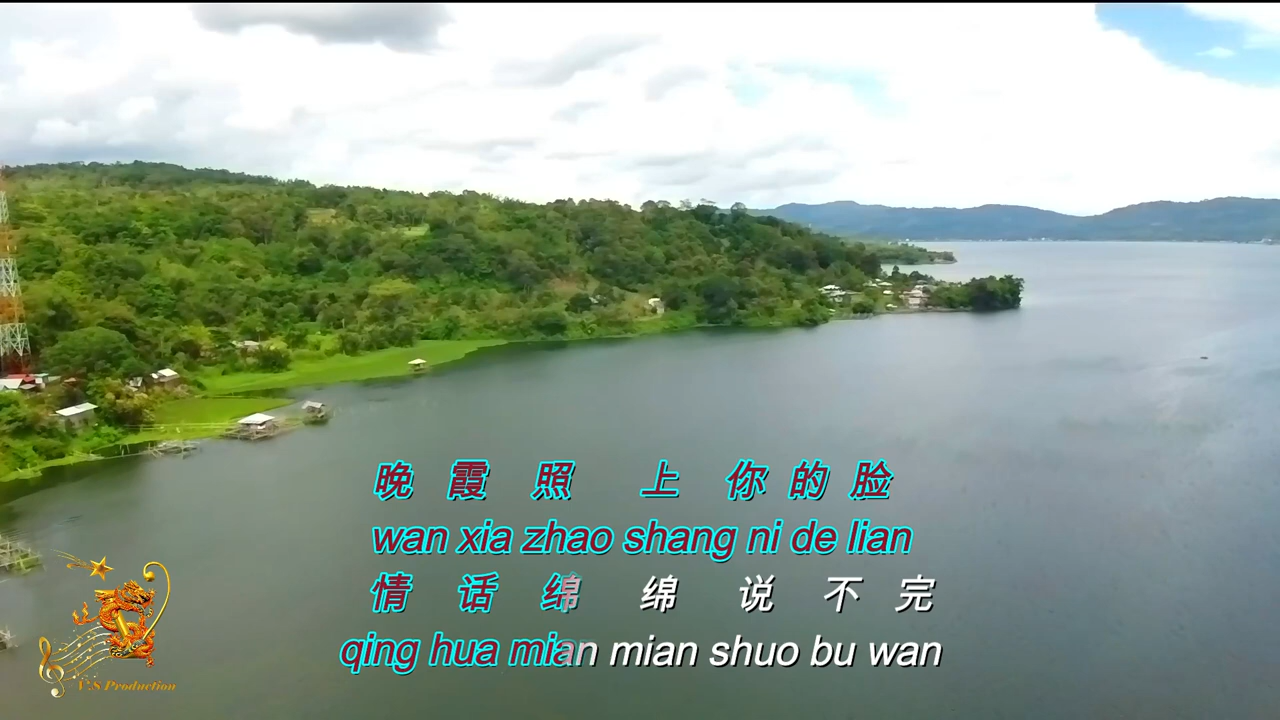 晚霞照上你的脸
wan xia zhao shang ni de lian
情话绵绵说不完
qing hua mian mian shuo bu wan
V.S Production